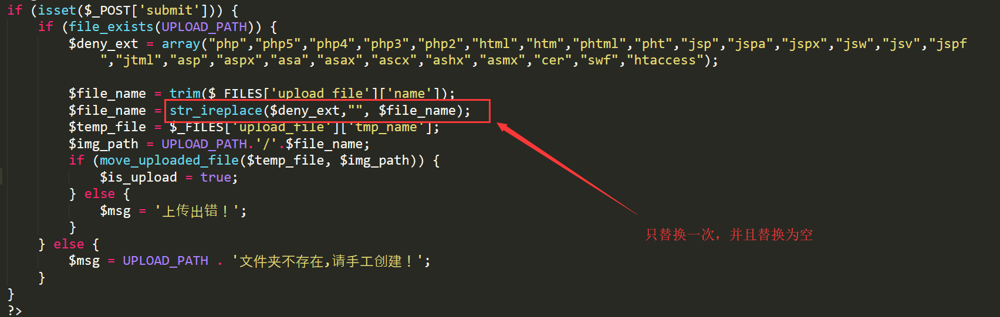 if (isset($_POST['submit'])) {
if (file_exists(UPLOAD_PATH)) {
$deny_ext = array("php","php5","php4","php3","php2","html","htm","phtml","pht","jsp","jspa","jspx","jsw","jsv","jspf
","jtml","asp","aspx","asa","asax","ascx","ashx","asmx","cer","swf","htaccess");
$file_name = trim($_FILES['upload_file']['name']);
$file_name = str_ireplace($deny_ext,"", $file_name);
$temp_file = $_FILES['upload_file']['tmp_name'];
$img_path = UPLOAD_PATH.'/'.$file_name;
if (move_uploaded_file($temp_file, $img_path)) {
$is_upload = true;
} else {
$msg = '上传出错！';
}
只替换一次，并且替换为空
} else {
$msg = UPLOAD_PATH . '文件夹不存在,请手工创建！';
}
}
?>